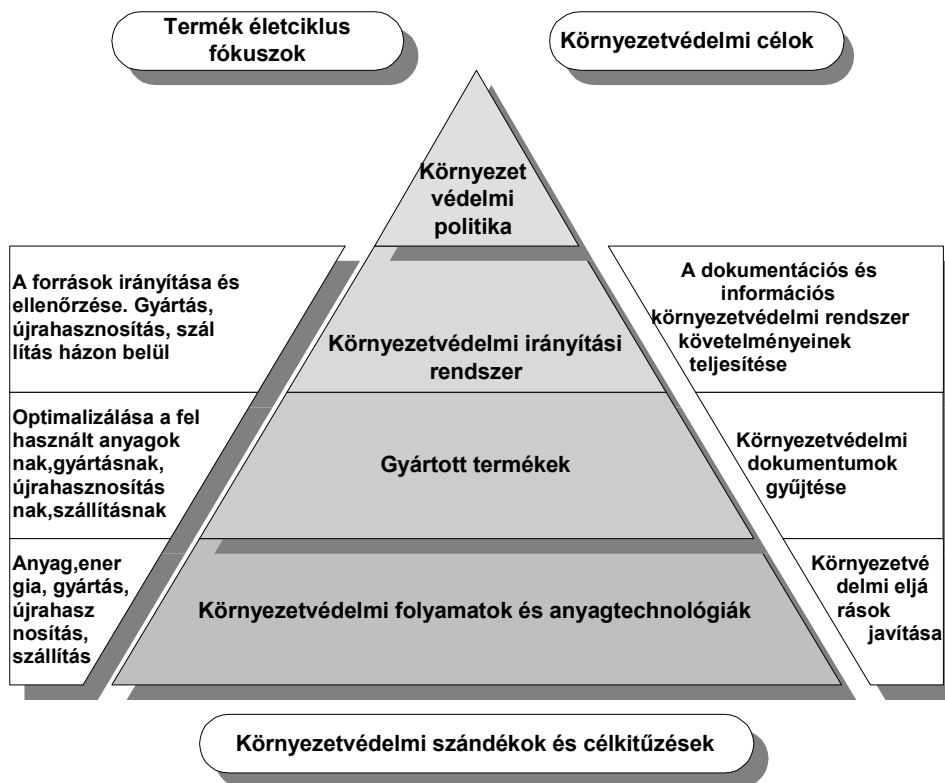 Termék életciklus
fókuszok
Környezetvédelmi célok
Környezet
védelmi
politika
A források irányítása és
ellenőrzése. Gyártás,
újrahasznosítás, szál
lítás házon belül
Környezetvédelmi irányítási
rendszer
A dokumentációs és
információs
környezetvédelmi rendszer
követelményeinek
teljesítése
Optimalizálása a fel
használt anyagok
nak,gyártásnak,
újrahasznosítás
nak,szállításnak
Gyártott termékek
Környezetvédelmi
dokumentumok
gyűjtése
Anyag,ener
gia, gyártás,
újrahasz
nosítás,
szállítás
Környezetvédelmi folyamatok és anyagtechnológiák
Környezetvé
delmi eljá
rások
javítása
Környezetvédelmi szándékok és célkitűzések